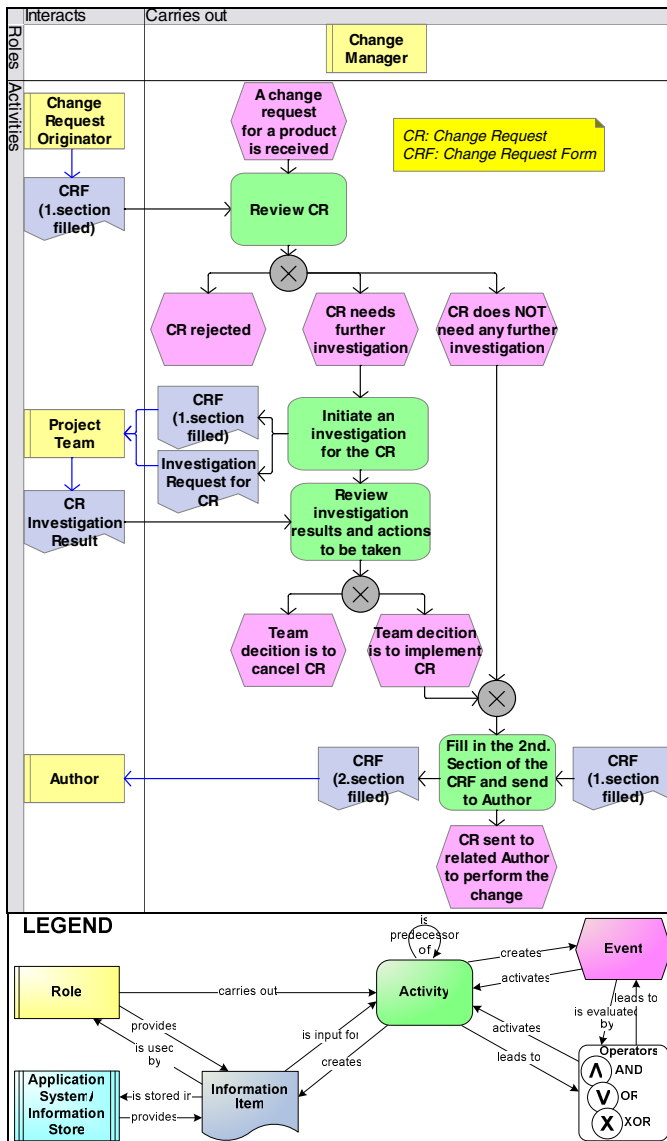 Interacts
Carries out
Roles
Change
Manager
Activities
Change
Request
Originator
A change
request
for a product
is received
CR: Change Request
CRF: Change Request Form
CRF
(1.section
filled)
Review CR
CR rejected
CR needs
further
investigation
CR does NOT
need any further
investigation
Project
Team
CRF
(1.section
filled)
Initiate an
investigation
for the CR
Investigation
Request for
CR
CR
Investigation
Result
Review
investigation
results and actions
to be taken
Team
decition is to
cancel CR
Team decition
is to implement
CR
Author
CRF
(2.section
filled)
Fill in the 2nd.
Section of the
CRF and send
to Author
CRF
(1.section
filled)
CR sent to
related Author
to perform the
change
LEGEND
is
predecessor
of
creates
Event
activates
Role
carries out
Activity
leads to
is evaluated
by
provides
is used
by
is input for
creates
activates
leads to
Operators
AND
OR
XOR
Application
System/
Information
Store
is stored in
provides
Information
Item